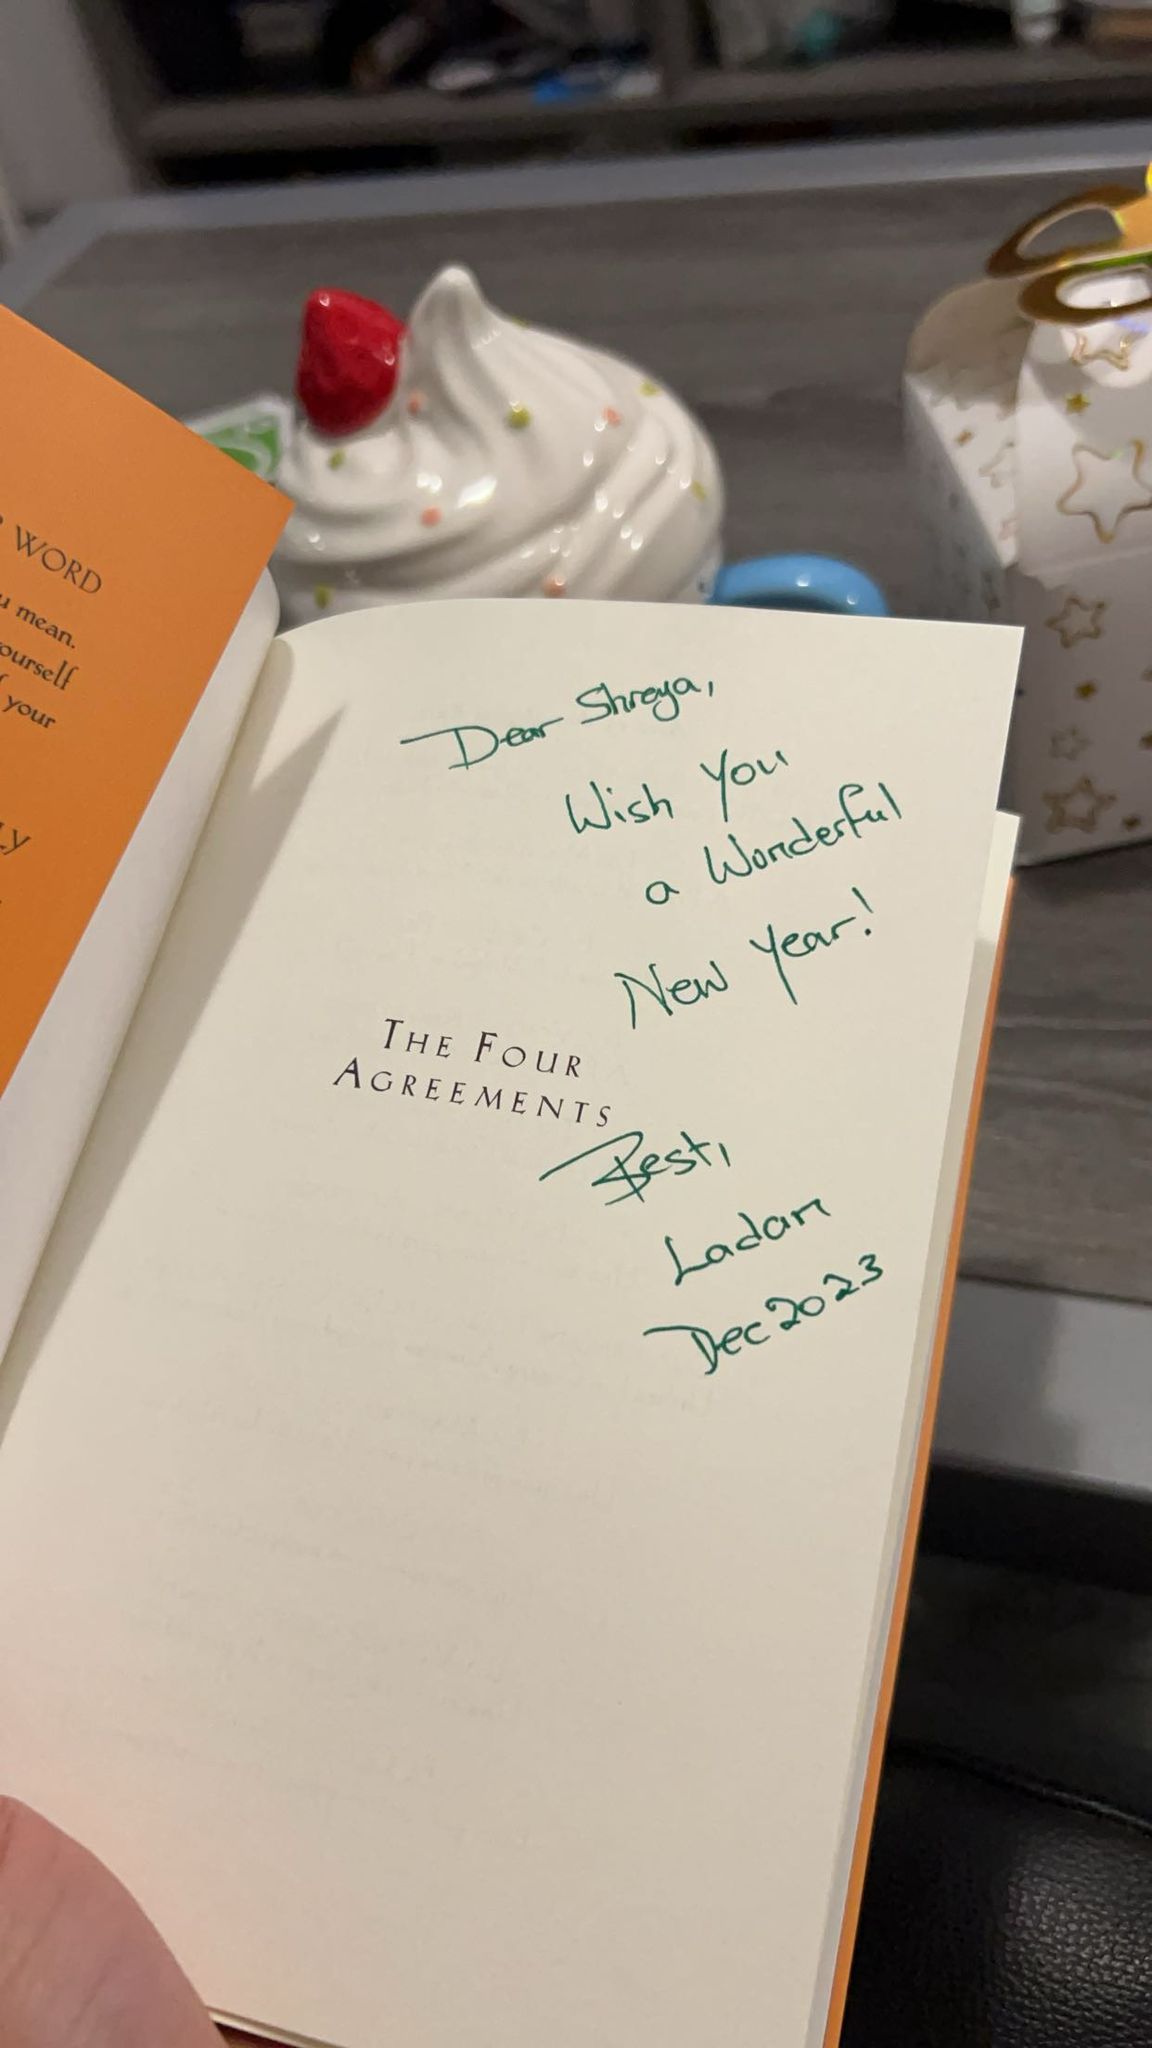 WORD
mean.
ourself
your
LY
Dear Shreya,
Wish You
a Wonderful
New Year!
THE FOUR
AGREEMENTS
Best,
Ladan
Dec 2023